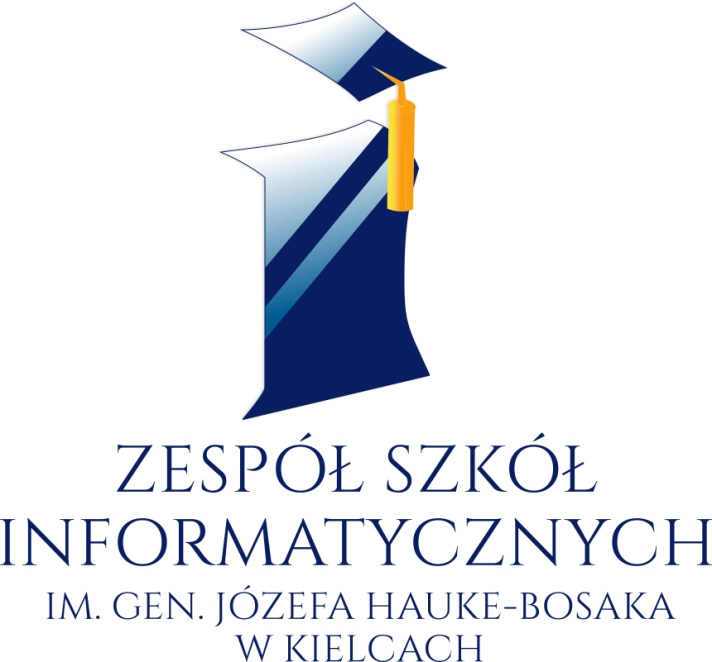 ZESPÓŁ SZKÓŁ
INFORMATYCZNYCH
IM. GEN. JÓZEFA HAUKE-BOSAKA
W KIELCACH